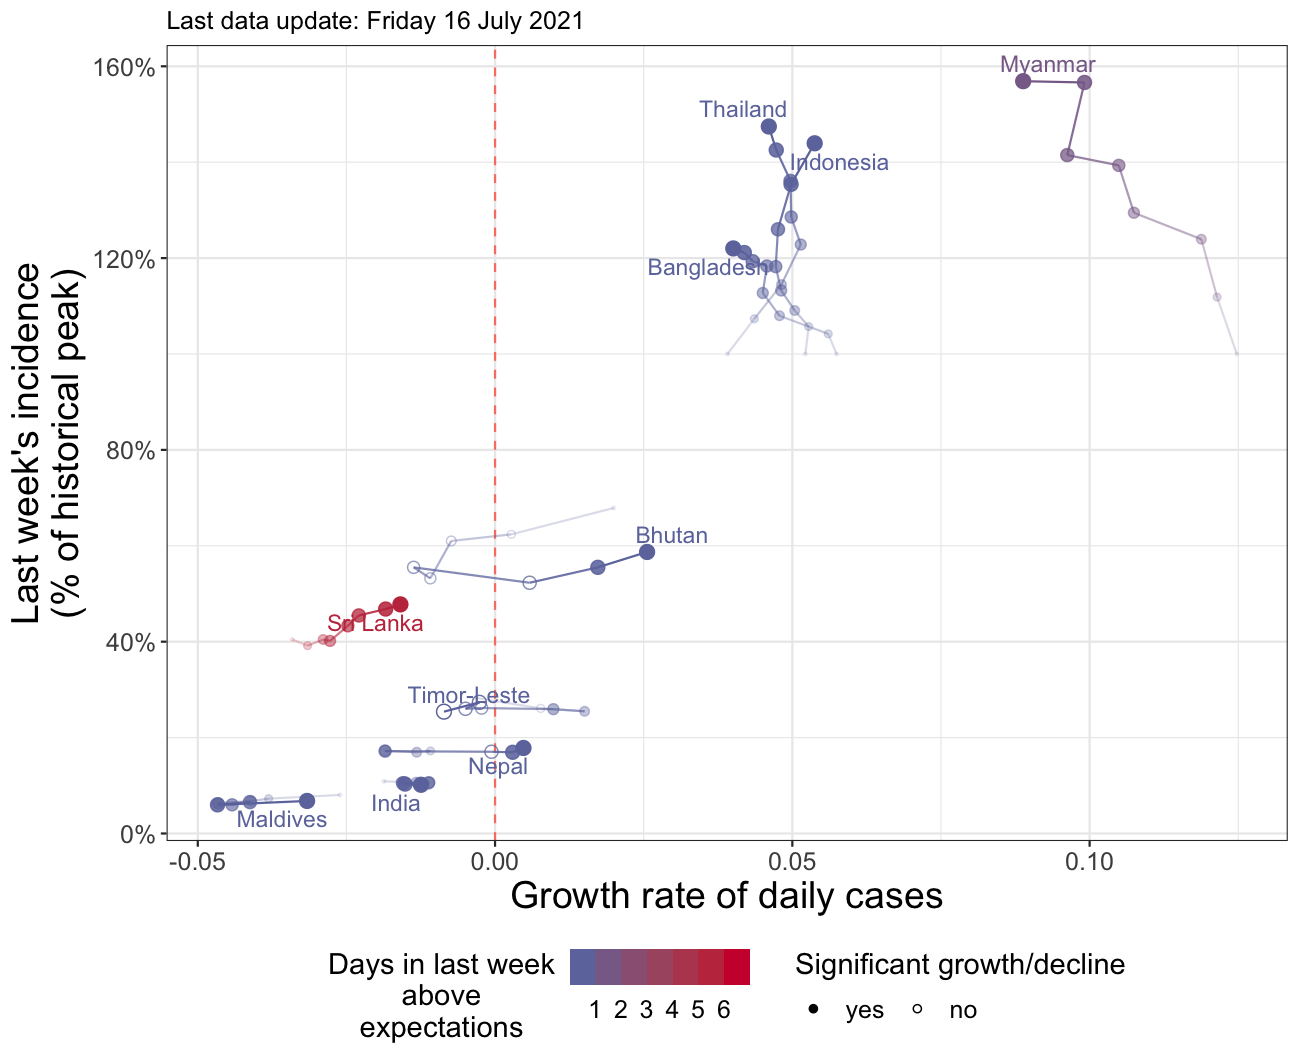 Last data update: Friday 16 July 2021
Last week's incidence
(% of historical peak)
160%
120%
80%
40%
0%
Myanmar
Thailand
Indonesia
Bangladesh
Bhutan
Sri Lanka
Timor-Leste
Nepal
India
Maldives
-0.05
0.00
0.05
0.10
Growth rate of daily cases
Days in last week
above
expectations
1 2 3 4 5 6
Significant growth/decline
yes
no